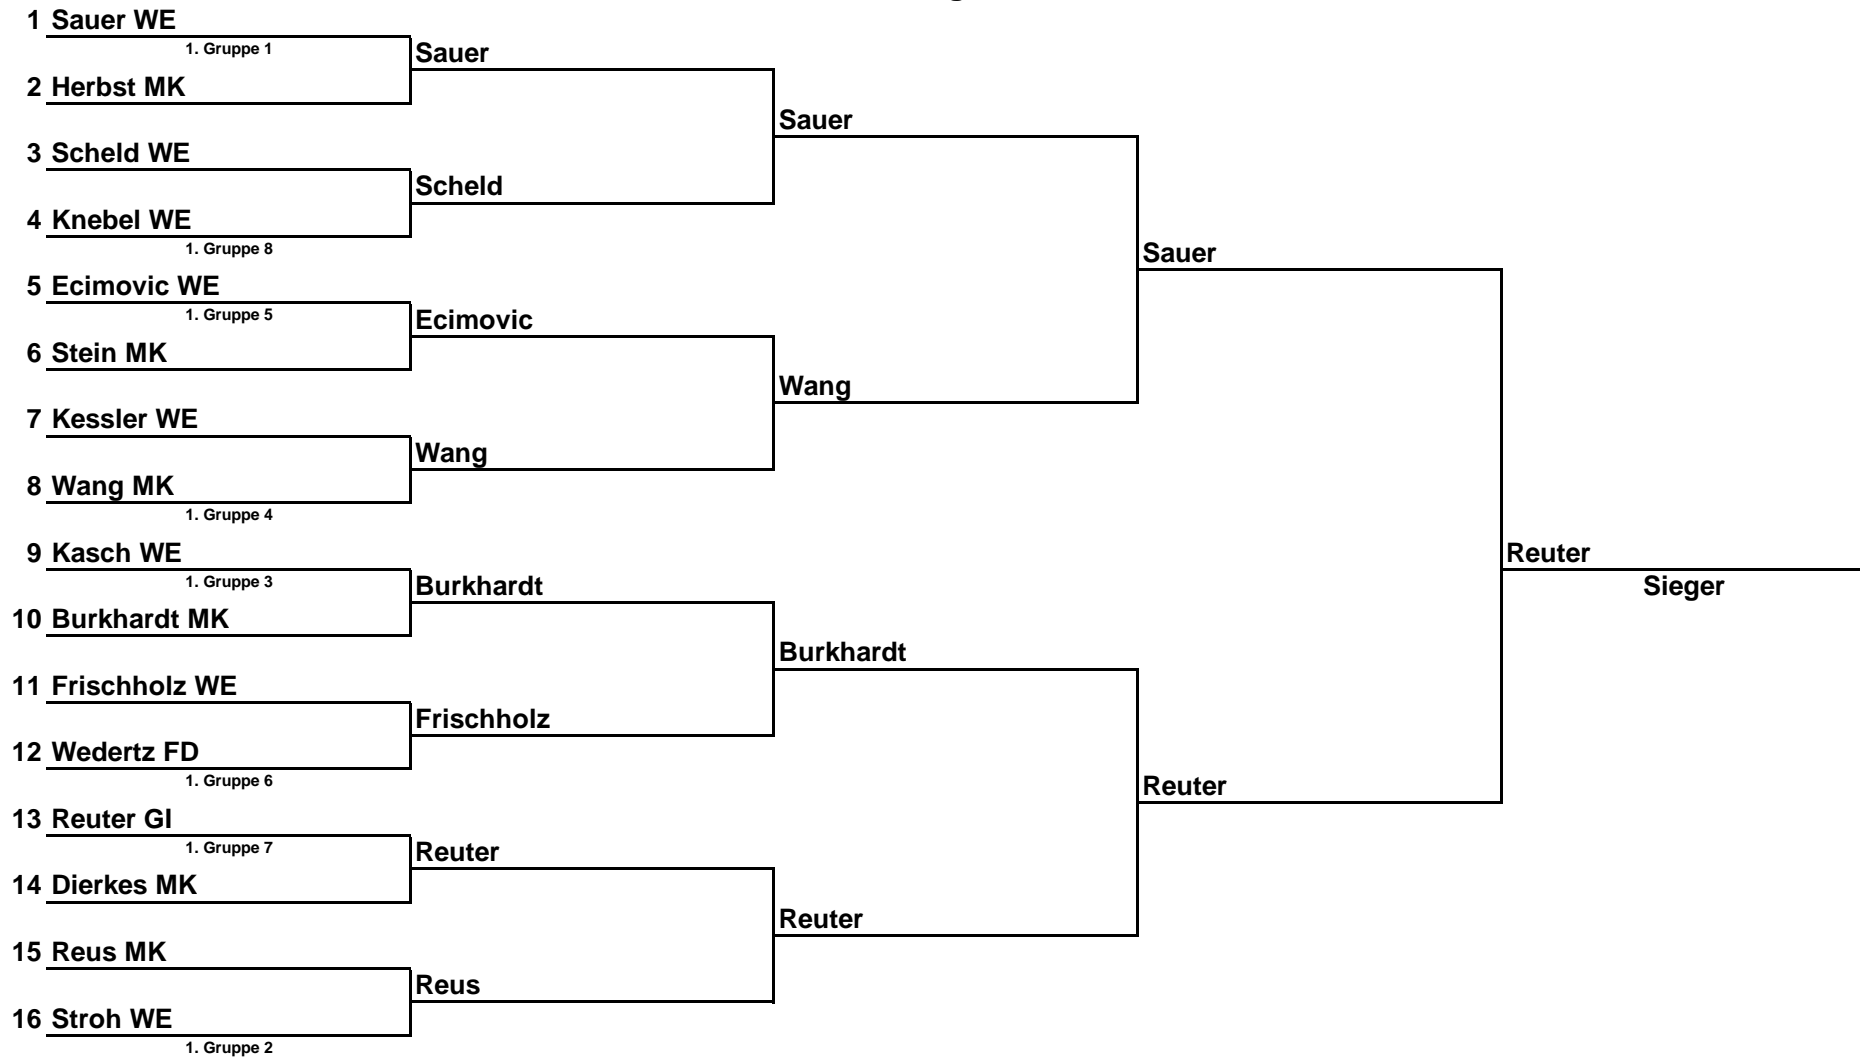 1 Sauer WE
1. Gruppe 1
Sauer
2 Herbst MK
Sauer
3 Scheld WE
Scheld
4 Knebel WE
1. Gruppe 8
Sauer
5 Ecimovic WE
1. Gruppe 5
Ecimovic
6 Stein MK
Wang
7 Kessler WE
Wang
8 Wang MK
1. Gruppe 4
9 Kasch WE
Reuter
1. Gruppe 3
Burkhardt
Sieger
10 Burkhardt MK
Burkhardt
11 Frischholz WE
Frischholz
12 Wedertz FD
1. Gruppe 6
Reuter
13 Reuter GI
1. Gruppe 7
Reuter
14 Dierkes MK
Reuter
15 Reus MK
Reus
16 Stroh WE
1. Gruppe 2